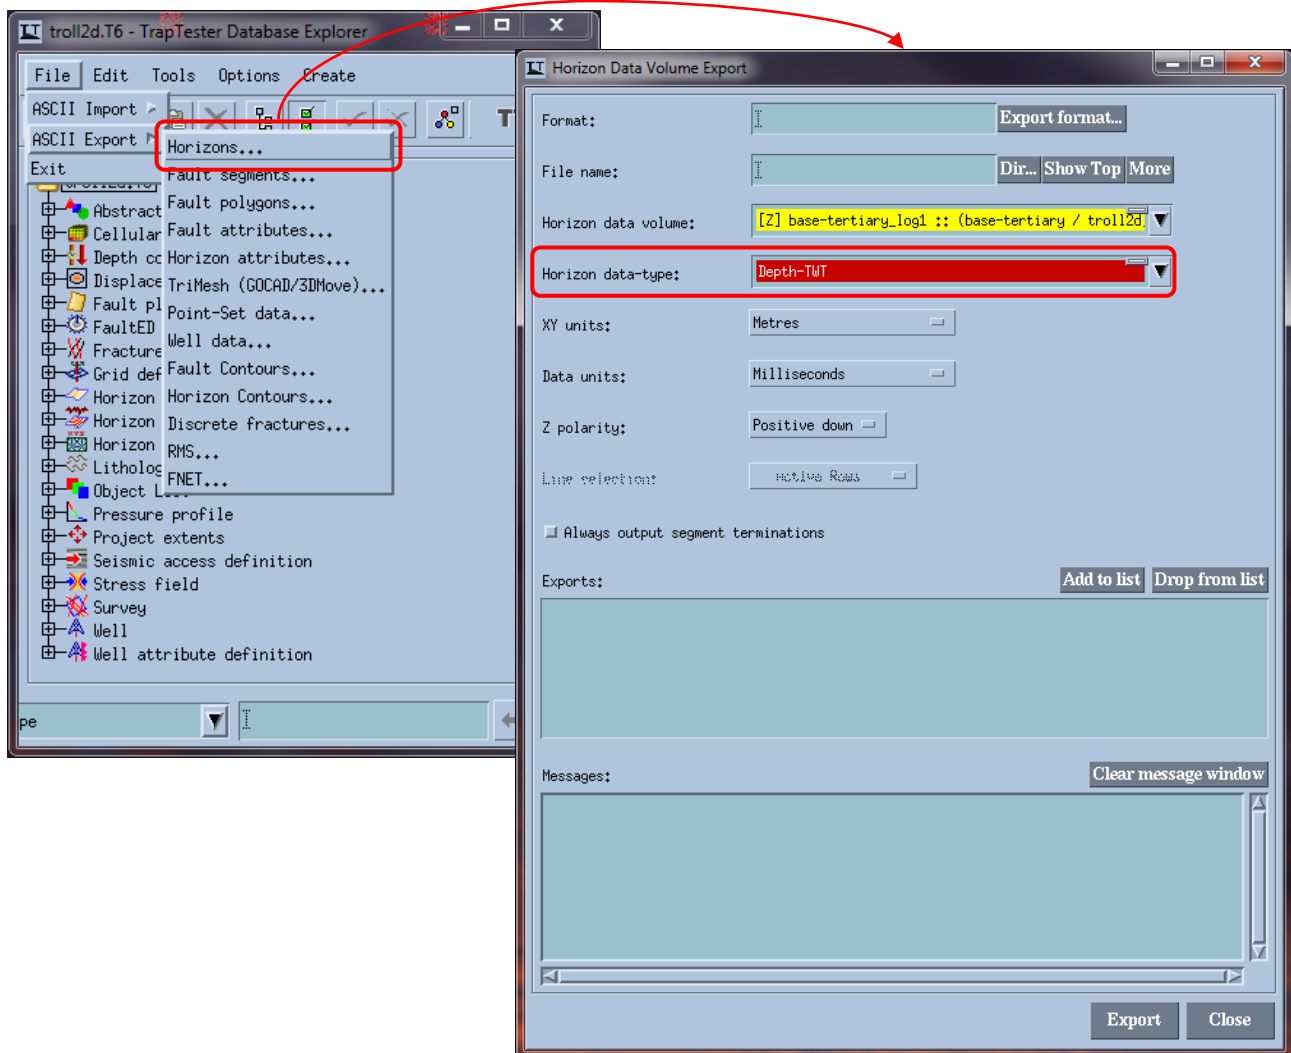 troll2d.T6 - TrapTester Database Explorer
File Edit Tools Options Create
ASCII Import
ASCII Export
Exit
Horizons...
Fault segments...
Fault polygons...
Fault attributes...
Horizon attributes...
TriMesh (GOCAD/3DMove)...
Point-Set data...
Well data...
Fault Contours...
Horizon Contours...
Discrete fractures...
RMS...
FNET...
troll2d.T6
Abstract
Cellular
Depth co
Displace
Fault pl
FaultED
Fracture
Grid def
Horizon
Horizon
Horizon
Litholog
Object L
Pressure profile
Project extents
Seismic access definition
Stress field
Survey
Well
Well attribute definition
pe
Horizon Data Volume Export
Format: Export format...
File name: Dir... Show Top More
Horizon data volume: [Z] base-tertiary_log1 :: (base-tertiary / troll2d.
Horizon data-type: Depth-TWT
XY units: Metres
Data units: Milliseconds
Z polarity: Positive down
Line selection: Active Rows
Always output segment terminations
Exports: Add to list Drop from list
Messages: Clear message window
Export Close